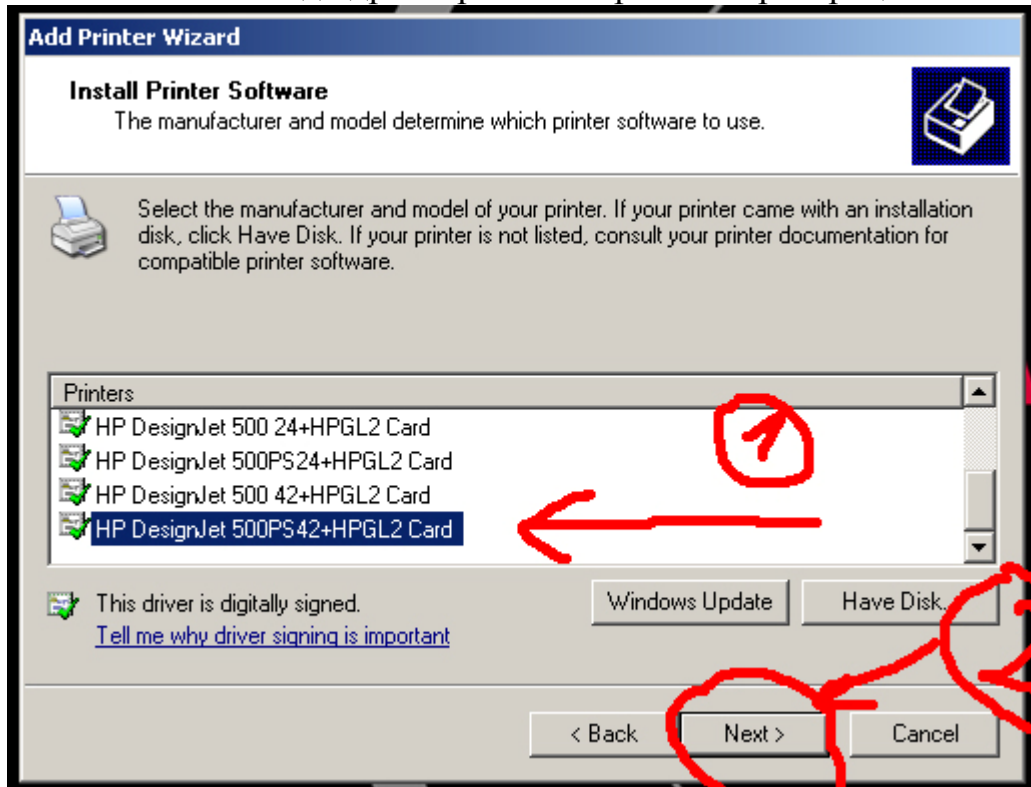 Add Printer Wizard
Install Printer Software
The manufacturer and model determine which printer software to use.
Select the manufacturer and model of your printer. If your printer came with an installation
disk, click Have Disk. If your printer is not listed, consult your printer documentation for
compatible printer software.
Printers
HP DesignJet 500 24+HPGL2 Card
HP DesignJet 500PS24+HPGL2 Card
HP DesignJet 500 42+HPGL2 Card
HP DesignJet 500PS42+HPGL2 Card
1
This driver is digitally signed.
Tell me why driver signing is important
Windows Update
Have Disk...
2
< Back
Next >
Cancel